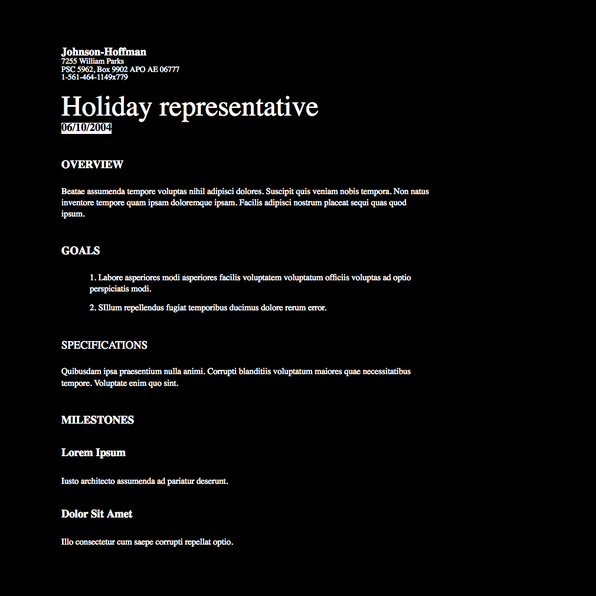 Johnson-Hoffman
7255 William Parks
PSC 5962, Box 9902 APO AE 06777
1-561-464-1149x779
Holiday representative
06/10/2004
OVERVIEW
Beatae assumenda tempore voluptas nihil adipisci dolores. Suscipit quis veniam nobis tempora. Non natus
inventore tempore quam ipsam doloremque ipsam. Facilis adipisci nostrum placeat sequi quas quod
ipsum.
GOALS
1. Labore asperiores modi asperiores facilis voluptatem voluptatum officiis voluptas ad optio
perspiciatis modi.
2. SIllum repellendus fugiat temporibus ducimus dolore rerum error.
SPECIFICATIONS
Quibusdam ipsa praesentium nulla animi. Corrupti blanditiis voluptatum maiores quae necessitatibus
tempore. Voluptate enim quo sint.
MILESTONES
Lorem Ipsum
Iusto architecto assumenda ad pariatur deserunt.
Dolor Sit Amet
Illo consectetur cum saepe corrupti repellat optio.